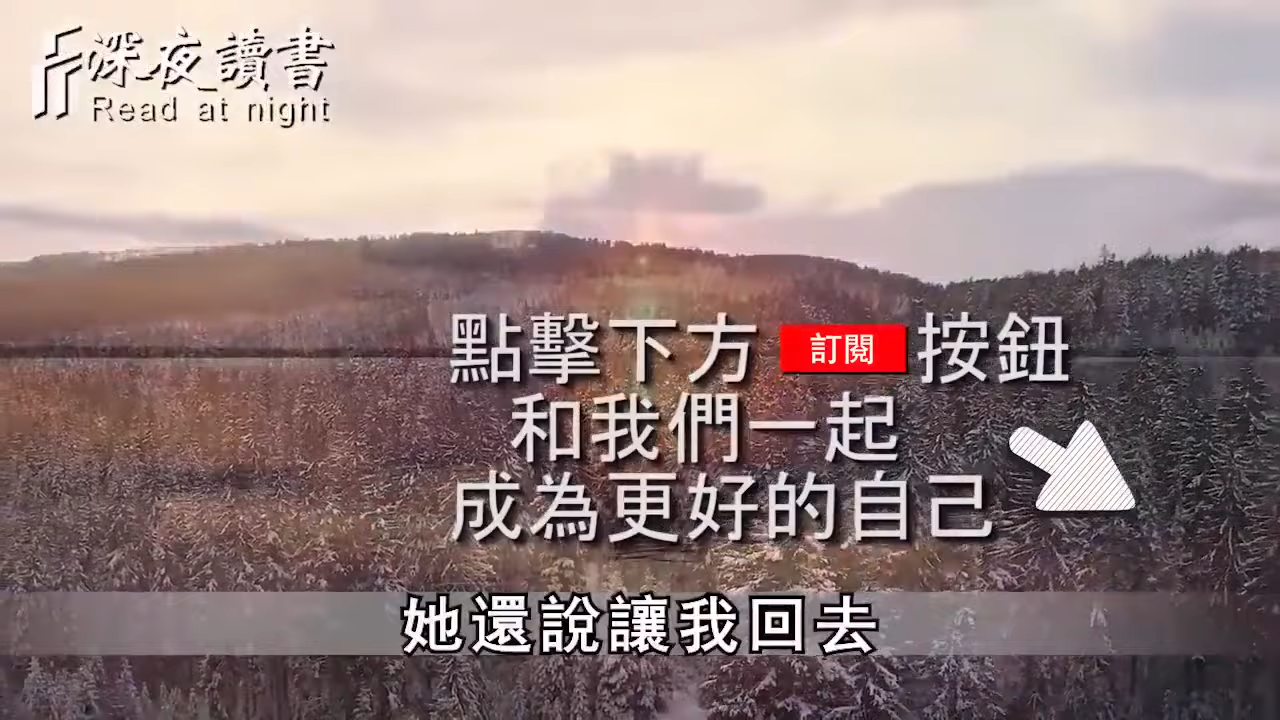 深夜讀書
Read at night
點擊下方 訂閱 按鈕
和我們一起
成為更好的自己
她還說讓我回去